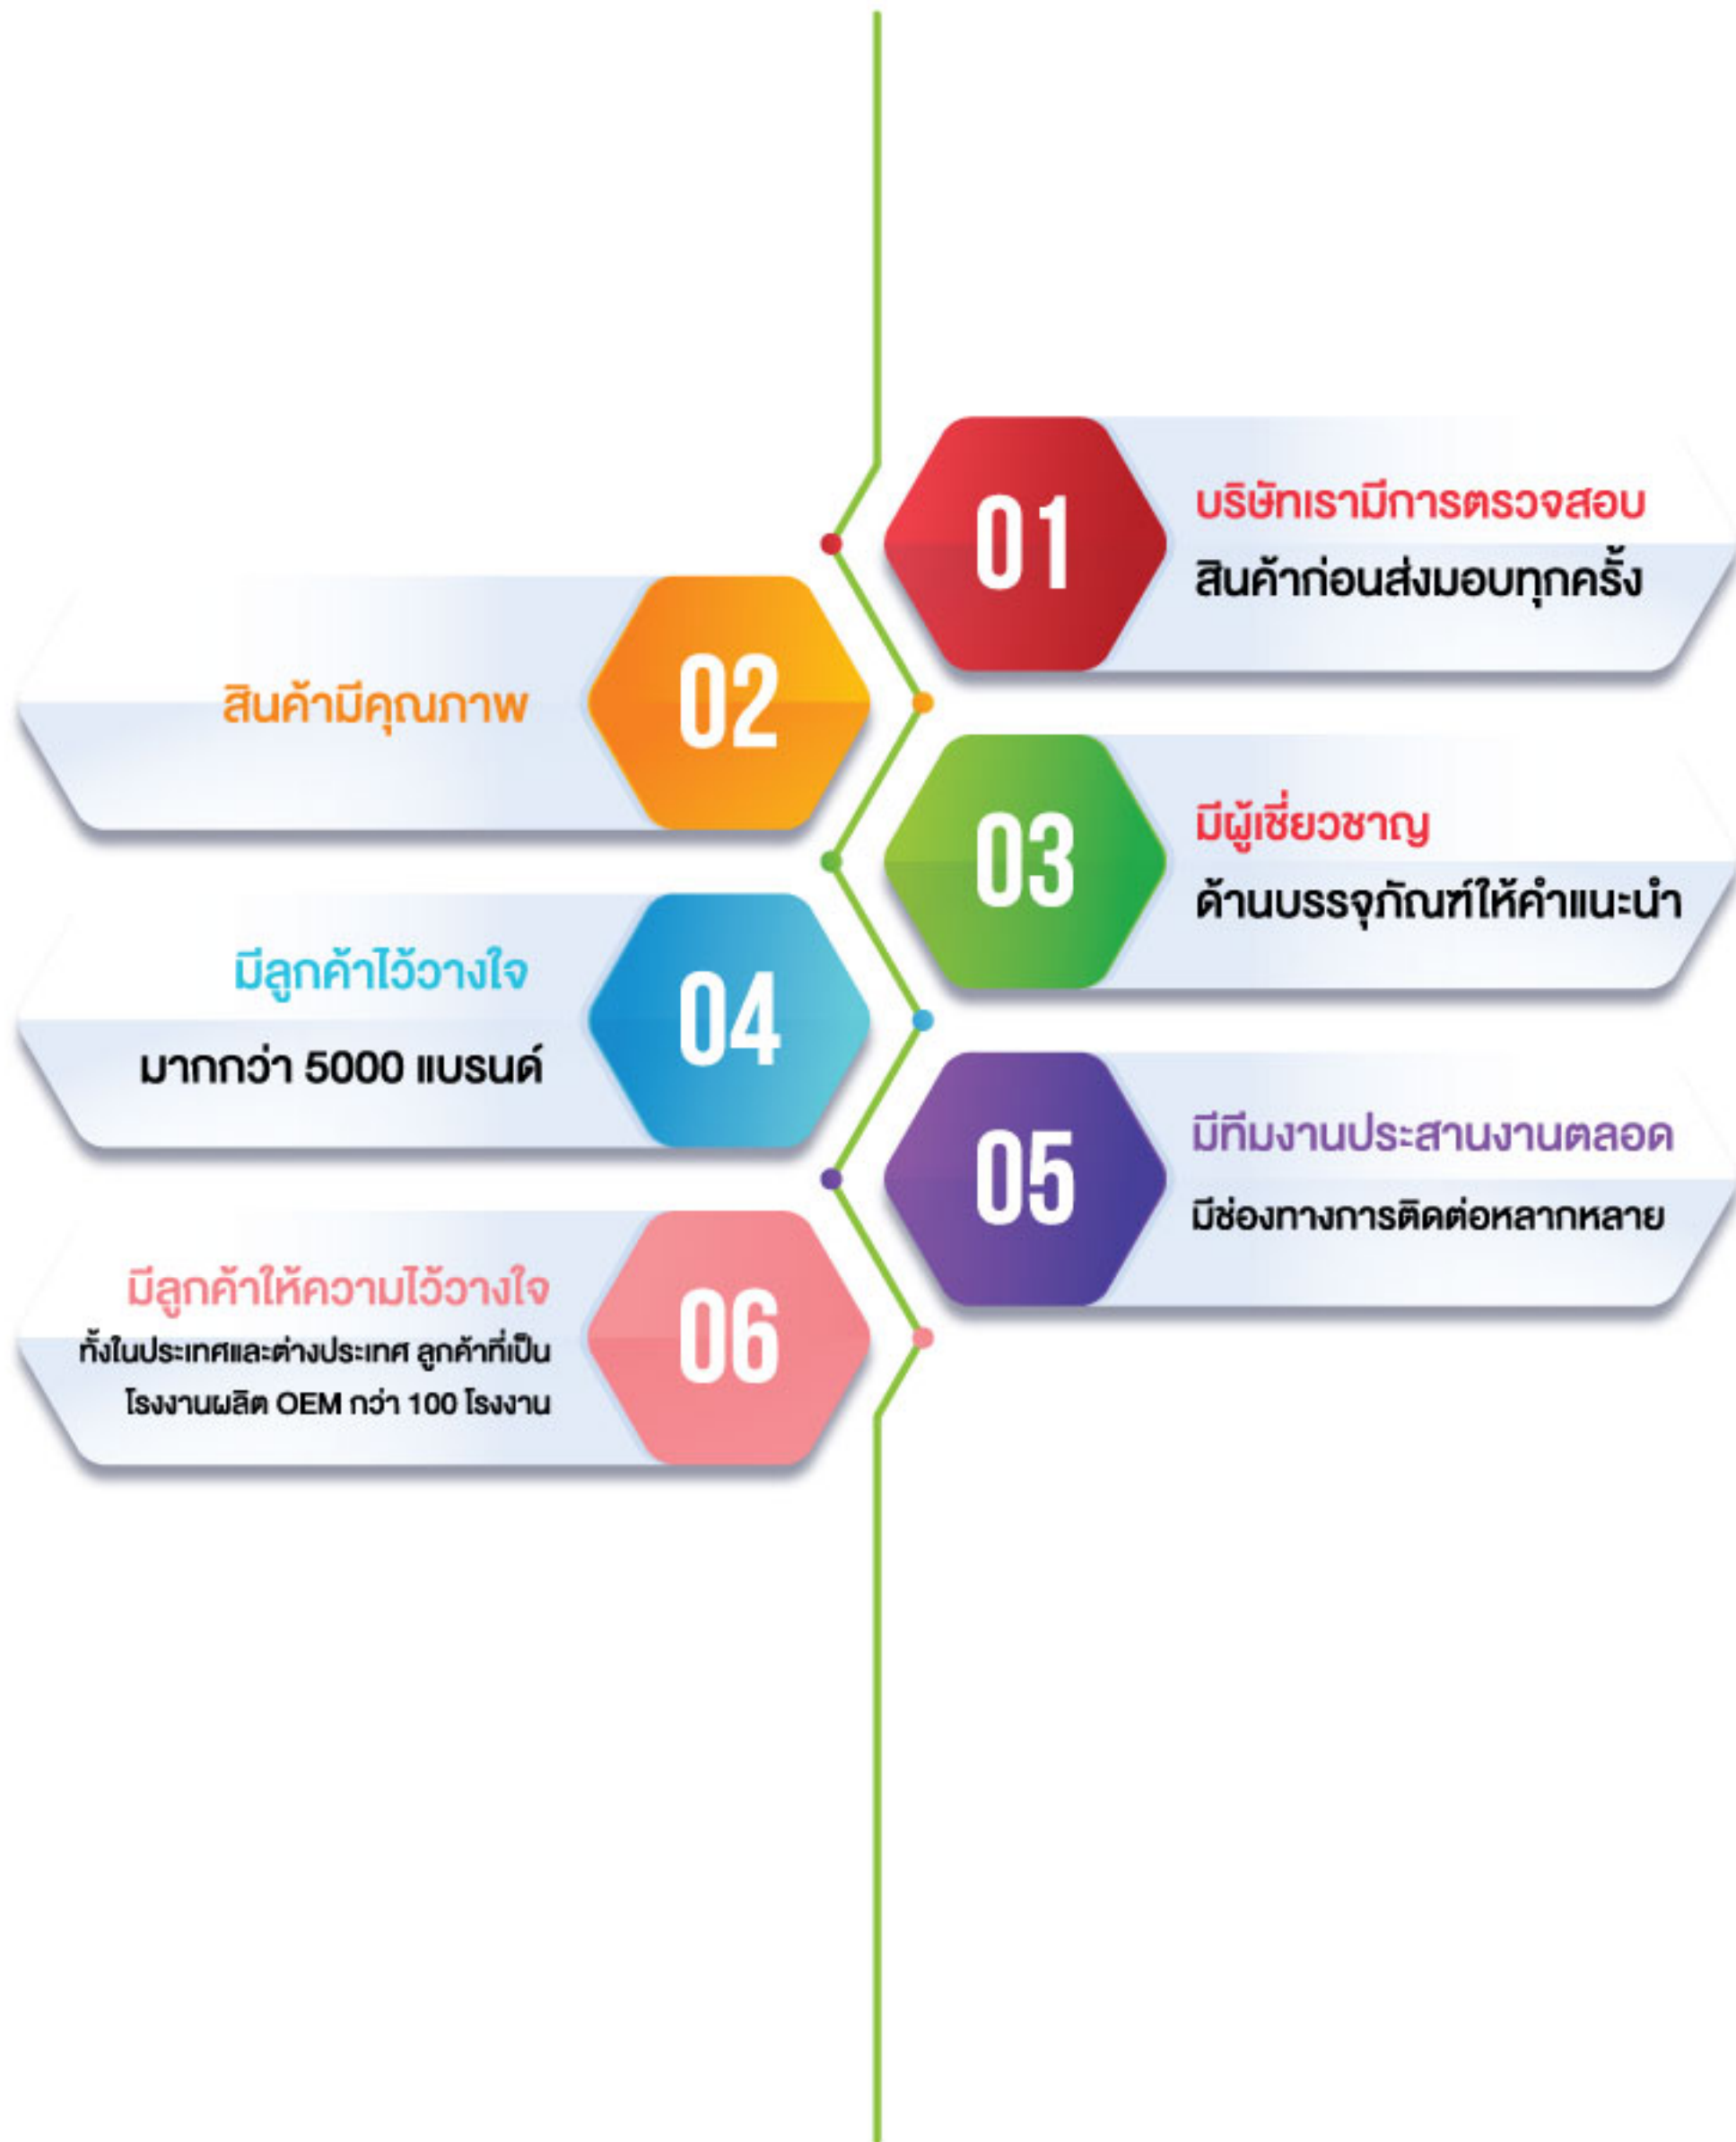 01
บริษัทเรามีการตรวจสอบ
สินค้าก่อนส่งมอบทุกครั้ง
02
สินค้ามีคุณภาพ
03
มีผู้เชี่ยวชาญ
ด้านบรรจุภัณฑ์ให้คำแนะนำ
04
มีลูกค้าไว้วางใจ
มากกว่า 5000 แบรนด์
05
มีทีมงานประสานงานตลอด
มีช่องทางการติดต่อหลากหลาย
06
มีลูกค้าให้ความไว้วางใจ
ทั้งในประเทศและต่างประเทศ ลูกค้าที่เป็น
โรงงานผลิต OEM กว่า 100 โรงงาน